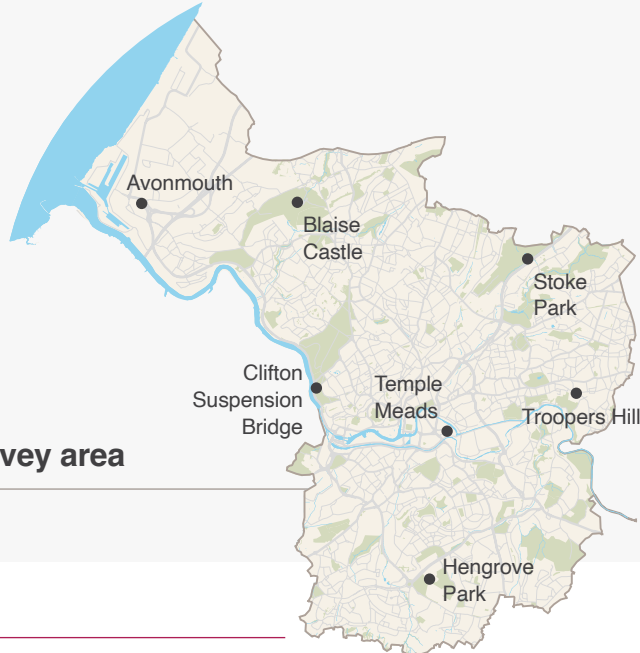 Avonmouth
Blaise
Castle
Stoke
Park
Clifton
Suspension
Bridge
Temple
Meads
Troopers Hill
vey area
Hengrove
Park